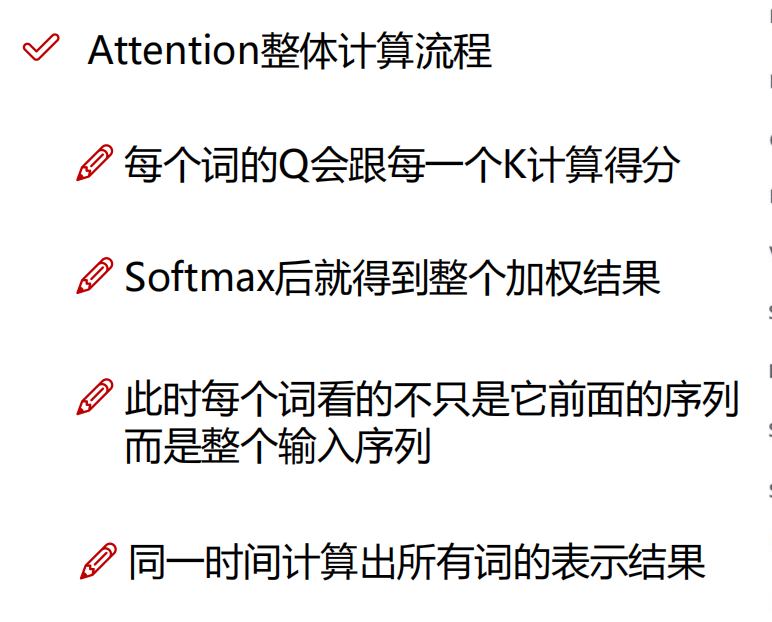 Attention整体计算流程
每个词的Q会跟每一个K计算得分
Softmax后就得到整个加权结果
此时每个词看的不只是它前面的序列
而是整个输入序列
同一时间计算出所有词的表示结果